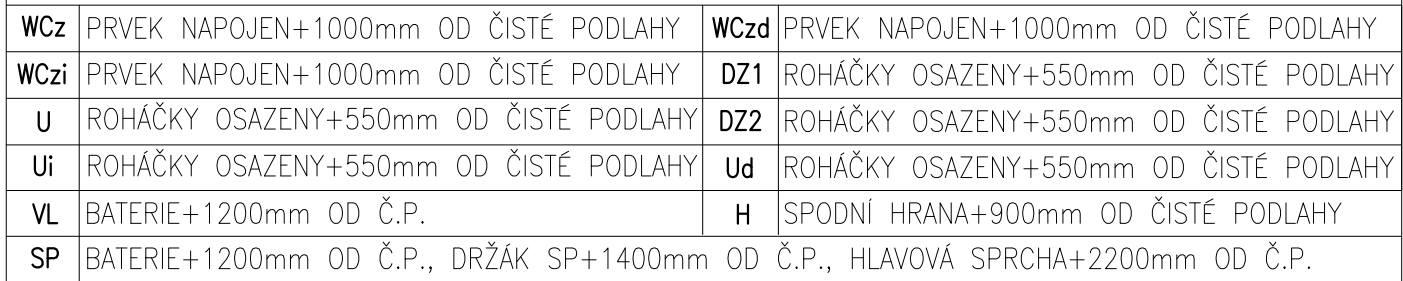 WCz PRVEK NAPOJEN+1000mm OD ČISTÉ PODLAHY WCzd PRVEK NAPOJEN+1000mm OD ČISTÉ PODLAHY
WCzi PRVEK NAPOJEN+1000mm OD ČISTÉ PODLAHY DZ1 ROHÁČKY OSAZENY+550mm OD ČISTÉ PODLAHY
U ROHÁČKY OSAZENY+550mm OD ČISTÉ PODLAHY DZ2 ROHÁČKY OSAZENY+550mm OD ČISTÉ PODLAHY
Ui ROHÁČKY OSAZENY+550mm OD ČISTÉ PODLAHY Ud ROHÁČKY OSAZENY+550mm OD ČISTÉ PODLAHY
VL BATERIE+1200mm OD Č.P. H SPODNÍ HRANA+900mm OD ČISTÉ PODLAHY
SP BATERIE+1200mm OD Č.P., DRŽÁK SP+1400mm OD Č.P., HLAVOVÁ SPRCHA+2200mm OD Č.P.